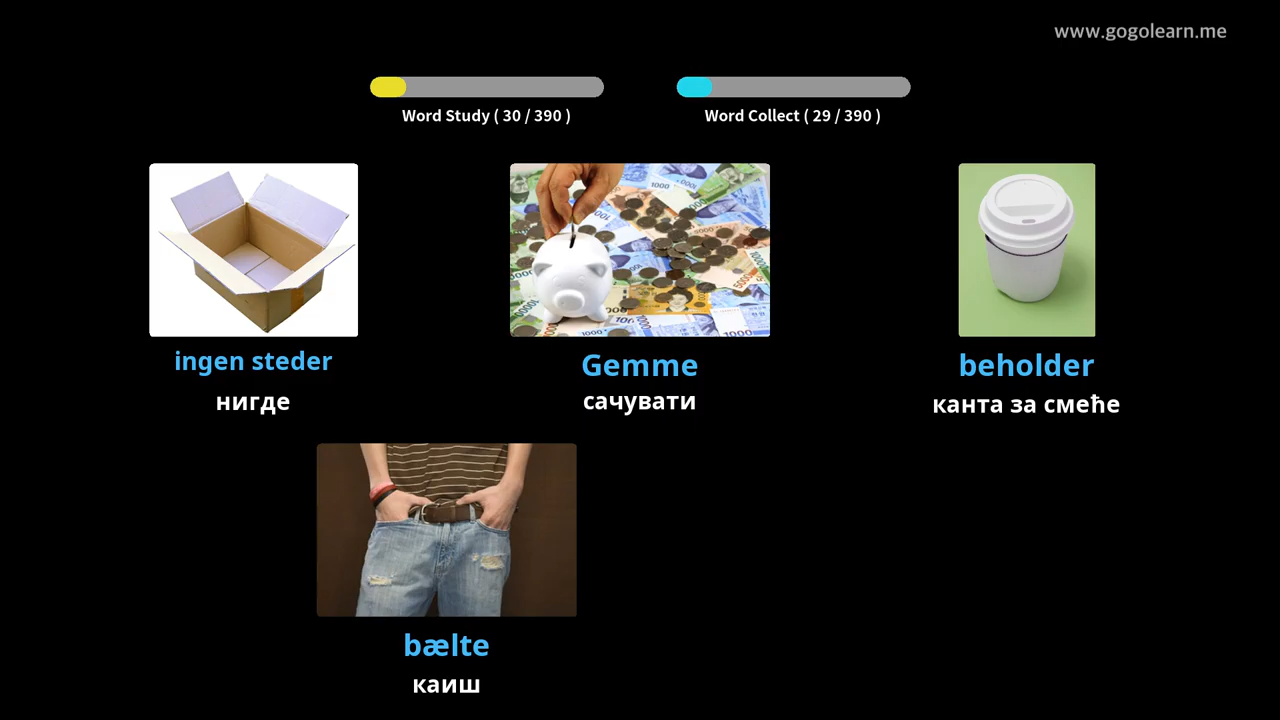 www.gogolearn.me
Word Study ( 30 / 390 )
Word Collect ( 29 / 390 )
ingen steder
нигде
Gemme
сачувати
beholder
канта за смеће
bælte
каиш